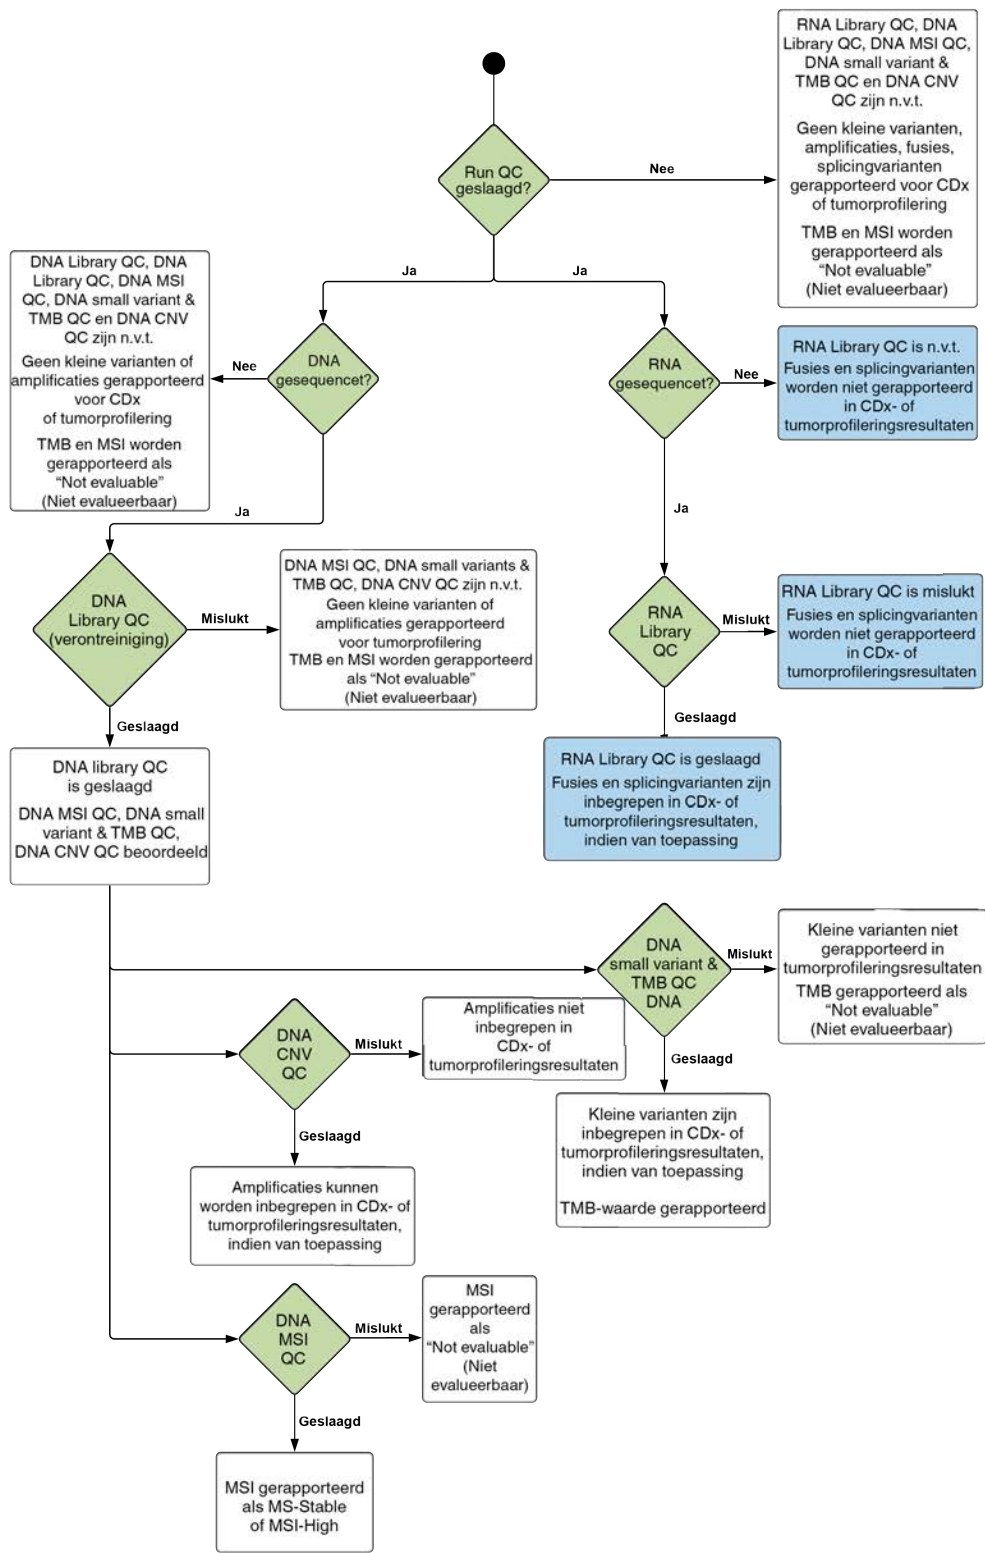 RNA Library QC, DNA
Library QC, DNA MSI QC,
DNA small variant &
TMB QC en DNA CNV
QC zijn n.v.t.
Geen kleine varianten,
amplificaties, fusies,
splicingvarianten
gerapporteerd voor CDx
of tumorprofilering
TMB en MSI worden
gerapporteerd als
“Not evaluable”
(Niet evalueerbaar)
Run QC
geslaagd?
Nee
Ja
Ja
DNA Library QC, DNA
Library QC, DNA MSI
QC, DNA small variant &
TMB QC en DNA CNV
QC zijn n.v.t.
Geen kleine varianten of
amplificaties gerapporteerd
voor CDx
of tumorprofilering
TMB en MSI worden
gerapporteerd als
“Not evaluable”
(Niet evalueerbaar)
Nee
DNA
gesequencet?
RNA
gesequencet?
Nee
RNA Library QC is n.v.t.
Fusies en splicingvarianten
worden niet gerapporteerd
in CDx- of
tumorprofileringsresultaten
Ja
Ja
DNA
Library QC
(verontreiniging)
Mislukt
DNA MSI QC, DNA small variants &
TMB QC, DNA CNV QC zijn n.v.t.
Geen kleine varianten of
amplificaties gerapporteerd
voor tumorprofilering
TMB en MSI worden gerapporteerd
als “Not evaluable”
(Niet evalueerbaar)
RNA
Library
QC
Mislukt
RNA Library QC is mislukt
Fusies en splicingvarianten
worden niet gerapporteerd
in CDx- of
tumorprofileringsresultaten
Geslaagd
Geslaagd
DNA library QC
is geslaagd
DNA MSI QC, DNA small
variant & TMB QC,
DNA CNV QC beoordeeld
RNA Library QC is geslaagd
Fusies en splicingvarianten zijn
inbegrepen in CDx- of
tumorprofileringsresultaten,
indien van toepassing
DNA
small variant &
TMB QC
DNA
Mislukt
Kleine varianten niet
gerapporteerd in
tumorprofileringsresultaten
TMB gerapporteerd als
“Not evaluable”
(Niet evalueerbaar)
DNA
CNV
QC
Mislukt
Amplificaties niet
inbegrepen in
CDx- of
tumorprofileringsresultaten
Geslaagd
Kleine varianten zijn
inbegrepen in CDx- of
tumorprofileringsresultaten,
indien van toepassing
TMB-waarde gerapporteerd
Geslaagd
Amplificaties kunnen
worden inbegrepen in CDx- of
tumorprofileringsresultaten,
indien van toepassing
DNA
MSI
QC
Mislukt
MSI
gerapporteerd
als
“Not evaluable”
(Niet
evalueerbaar)
Geslaagd
MSI gerapporteerd
als MS-Stable
of MSI-High